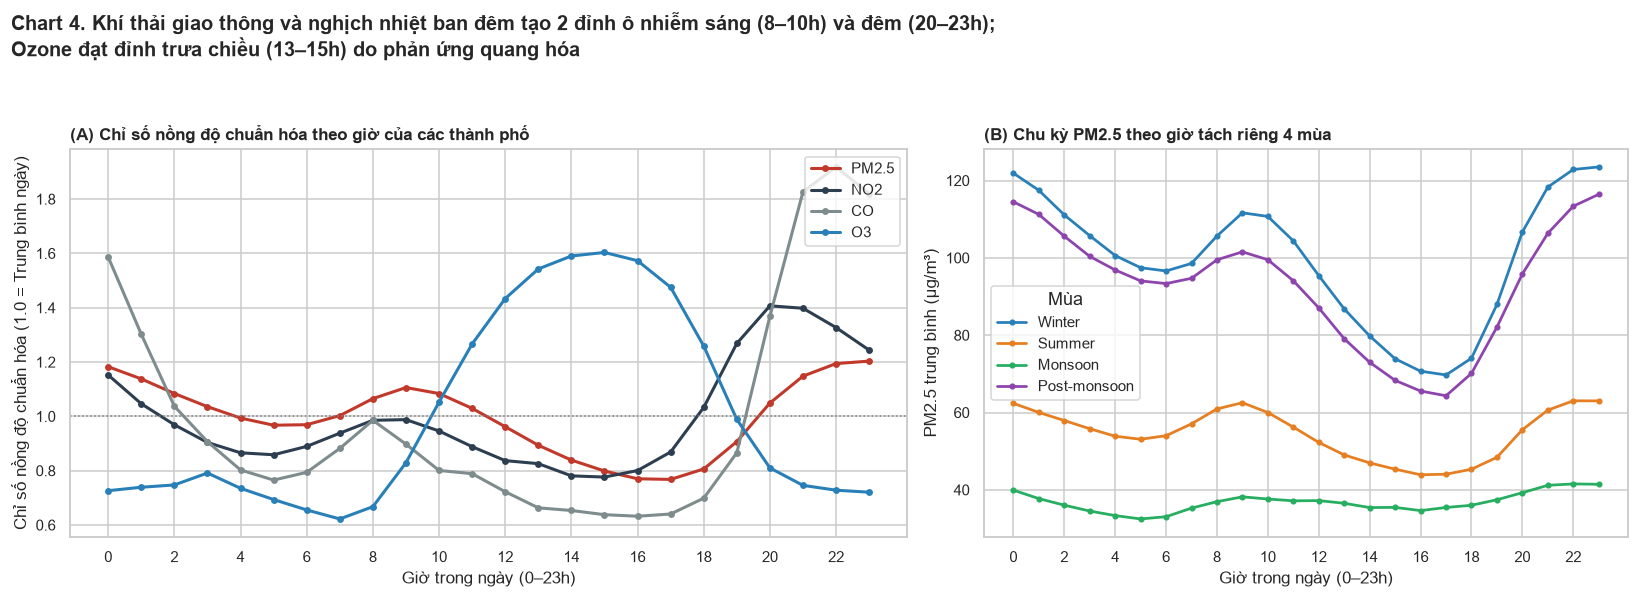 Chart 4. Khí thải giao thông và nghịch nhiệt ban đêm tạo 2 đỉnh ô nhiễm sáng (8–10h) và đêm (20–23h);
Ozone đạt đỉnh trưa chiều (13–15h) do phản ứng quang hóa
(A) Chỉ số nồng độ chuẩn hóa theo giờ của các thành phố
Chỉ số nồng độ chuẩn hóa (1.0 = Trung bình ngày)
1.8
1.6
1.4
1.2
1.0
0.8
0.6
PM2.5
NO2
CO
O3
0 2 4 6 8 10 12 14 16 18 20 22
Giờ trong ngày (0–23h)
(B) Chu kỳ PM2.5 theo giờ tách riêng 4 mùa
PM2.5 trung bình (µg/m³)
120
100
80
60
40
Mùa
Winter
Summer
Monsoon
Post-monsoon
0 2 4 6 8 10 12 14 16 18 20 22
Giờ trong ngày (0–23h)